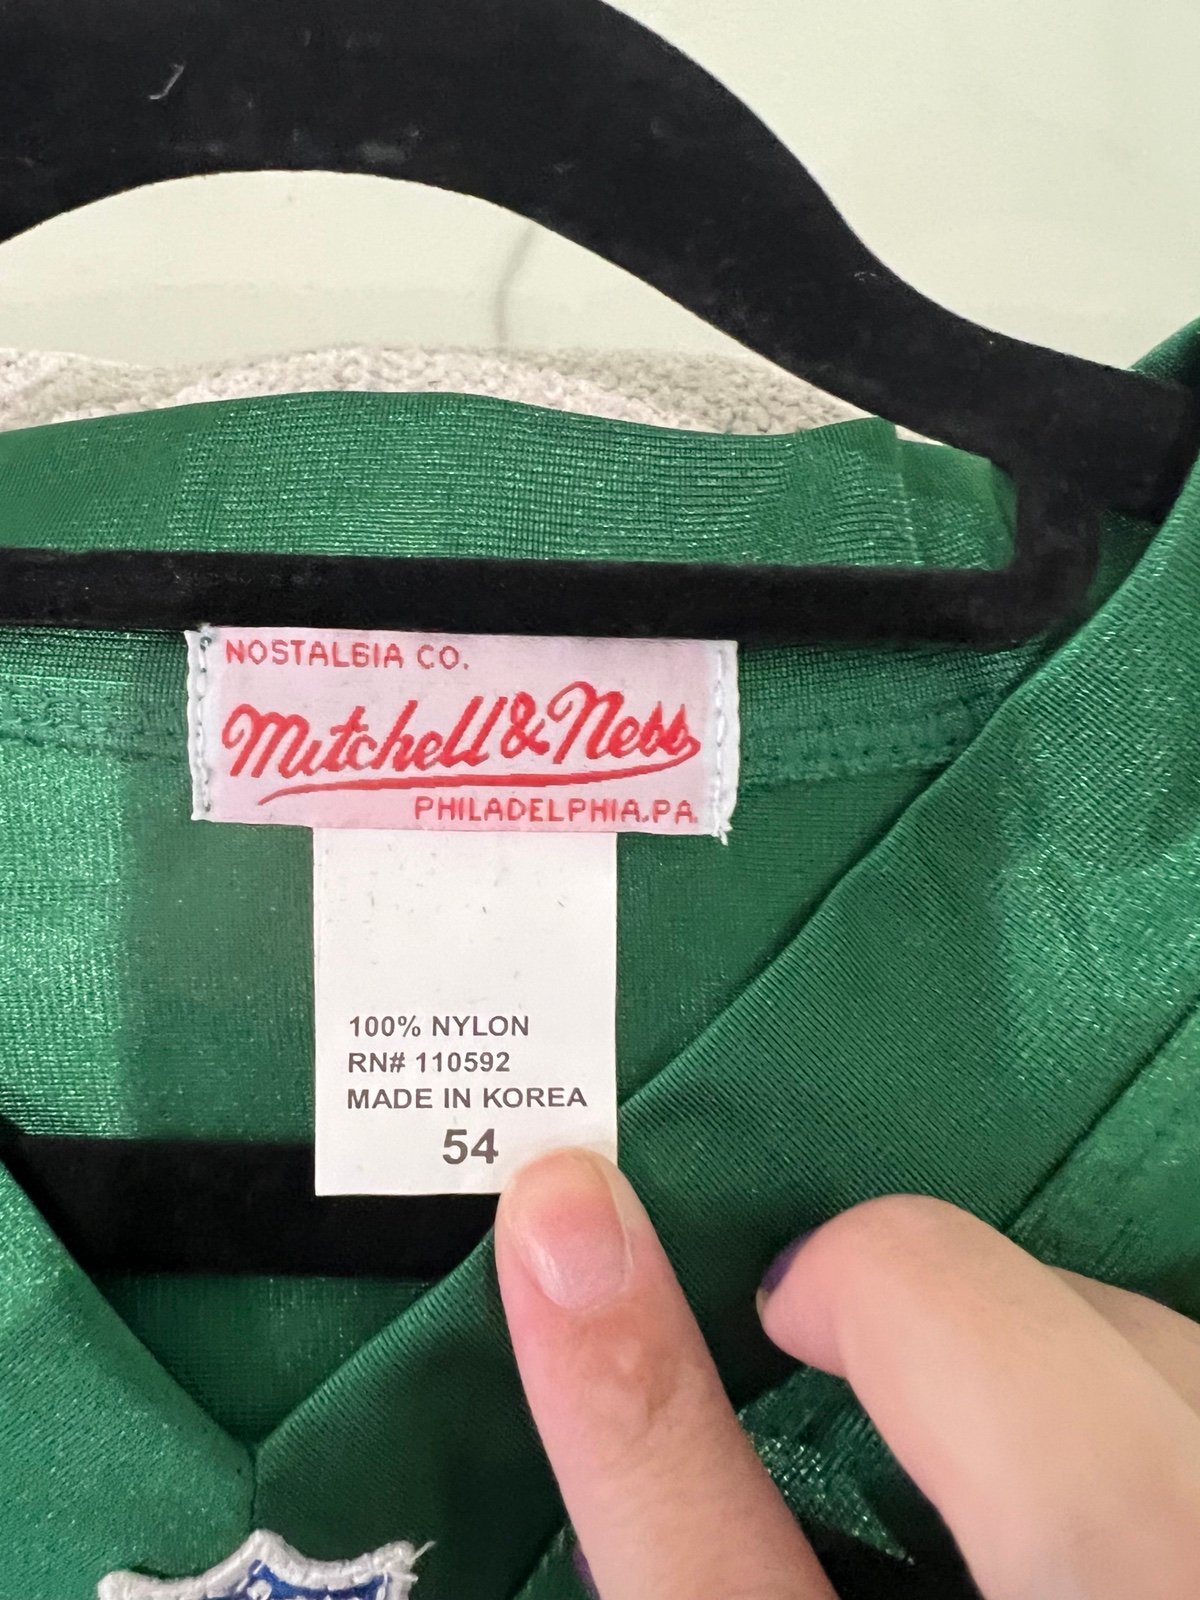 NOSTALGIA CO.
Mitchell & Ness
PHILADELPHIA, PA.
100% NYLON
RN# 110592
MADE IN KOREA
54